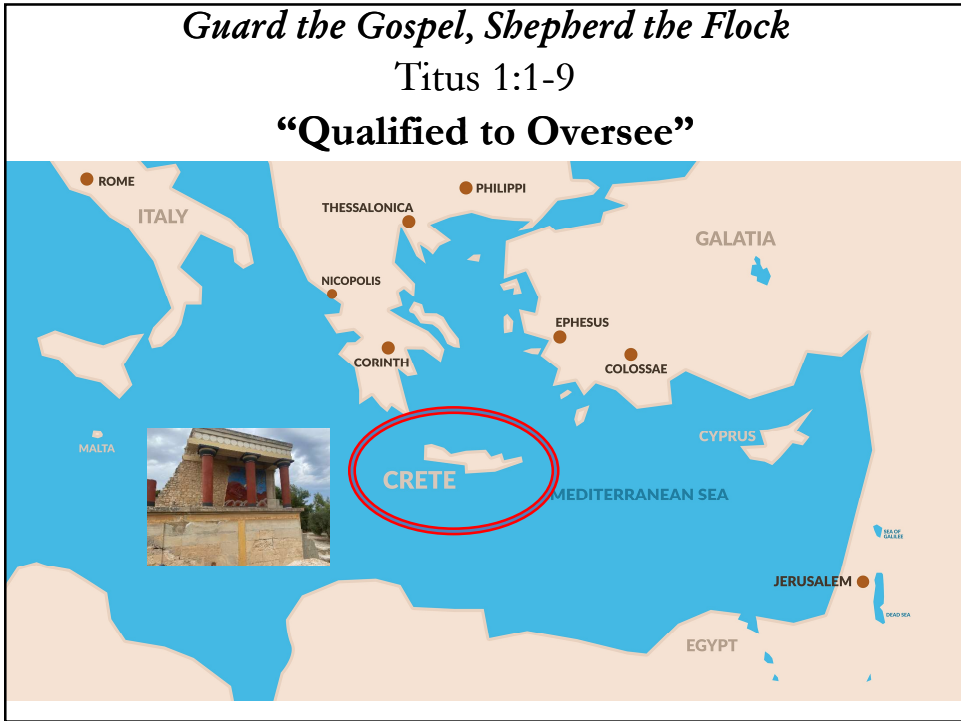 Guard the Gospel, Shepherd the Flock
Titus 1:1-9
“Qualified to Oversee”
ROME
PHILIPPI
ITALY
THESSALONICA
GALATIA
NICOPOLIS
EPHESUS
CORINTH
COLOSSAE
MALTA
CYPRUS
CRETE
MEDITERRANEAN SEA
SEA OF
GALILEE
JERUSALEM
DEAD SEA
EGYPT